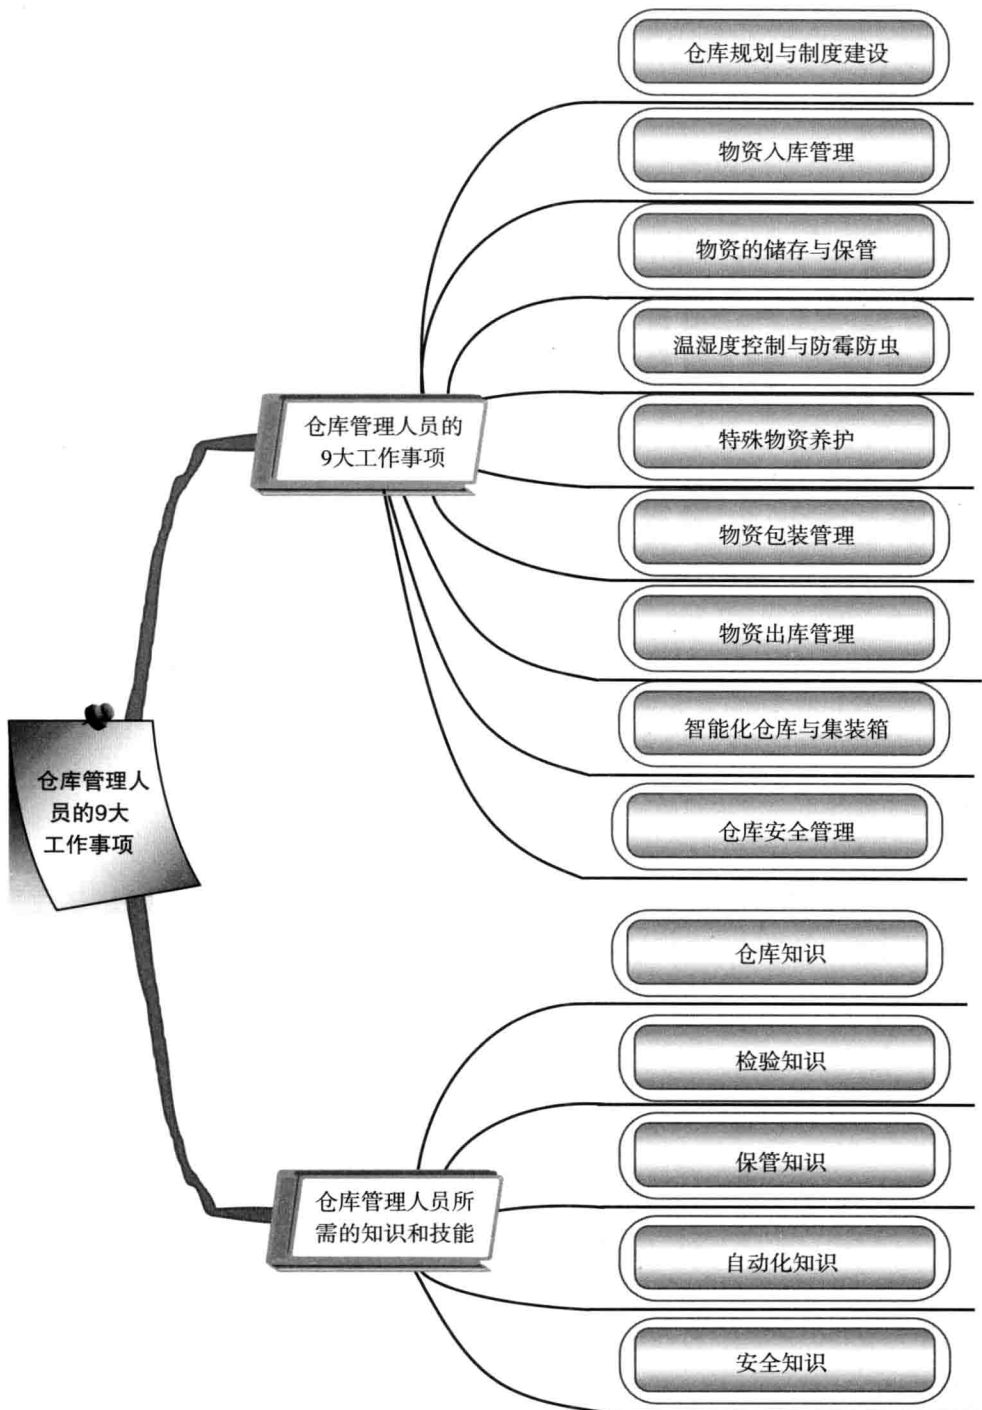 仓库规划与制度建设
物资入库管理
物资的储存与保管
温湿度控制与防霉防虫
仓库管理人员的
9大工作事项
特殊物资养护
物资包装管理
物资出库管理
智能化仓库与集装箱
仓库安全管理
仓库管理人
员的9大
工作事项
仓库知识
检验知识
保管知识
仓库管理人员所
需的知识和技能
自动化知识
安全知识